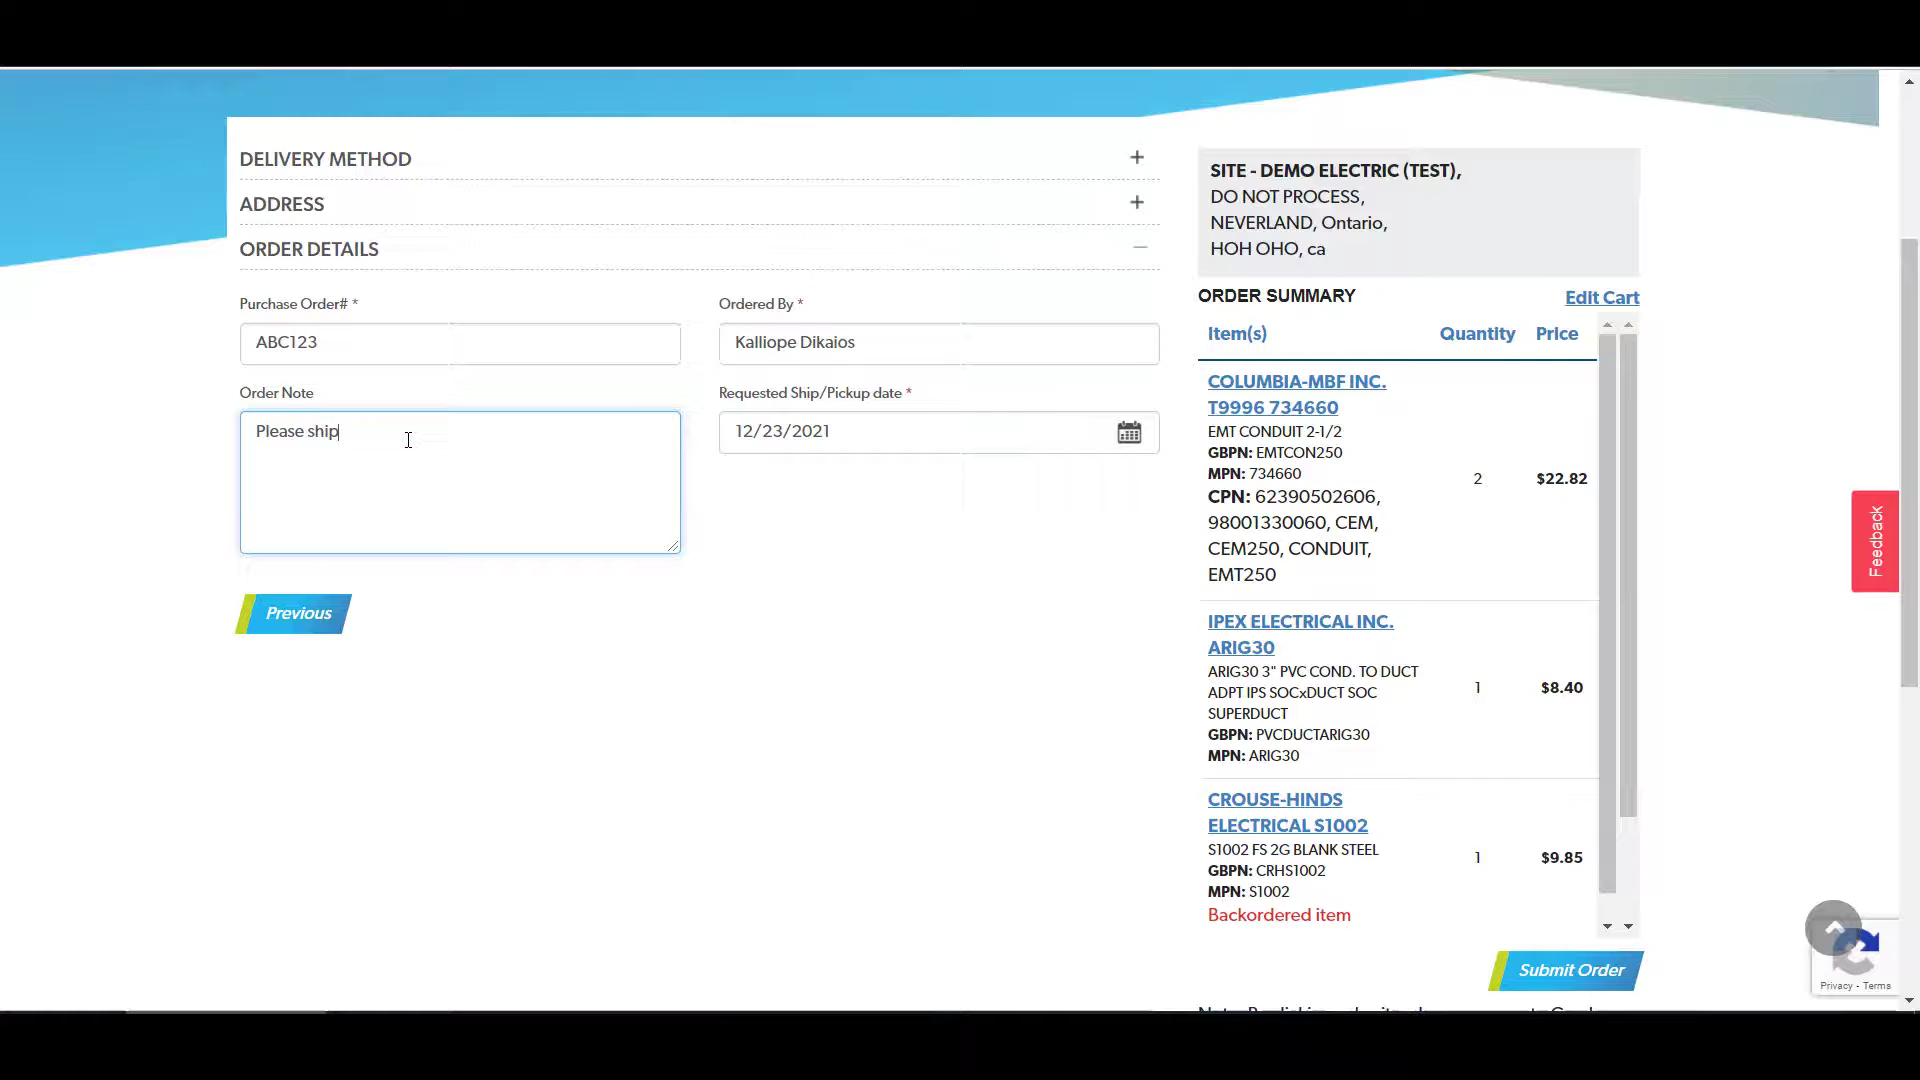 DELIVERY METHOD
ADDRESS
ORDER DETAILS
Purchase Order# *
ABC123
Ordered By *
Kalliope Dikaios
Order Note
Please ship
Requested Ship/Pickup date *
12/23/2021
Previous
SITE - DEMO ELECTRIC (TEST),
DO NOT PROCESS,
NEVERLAND, Ontario,
HOH OHO, ca
ORDER SUMMARY
Edit Cart
Item(s) Quantity Price
COLUMBIA-MBF INC.
T9996 734660
EMT CONDUIT 2-1/2
GBPN: EMTCON250
MPN: 734660
CPN: 62390502606,
98001330060, CEM,
CEM250, CONDUIT,
EMT250
2 $22.82
IPEX ELECTRICAL INC.
ARIG30
ARIG30 3" PVC COND. TO DUCT
ADPT IPS SOCxDUCT SOC
SUPERDUCT
GBPN: PVCDUCTARIG30
MPN: ARIG30
1 $8.40
CROUSE-HINDS
ELECTRICAL S1002
S1002 FS 2G BLANK STEEL
GBPN: CRHS1002
MPN: S1002
Backordered item
1 $9.85
Submit Order
Feedback
Privacy - Terms